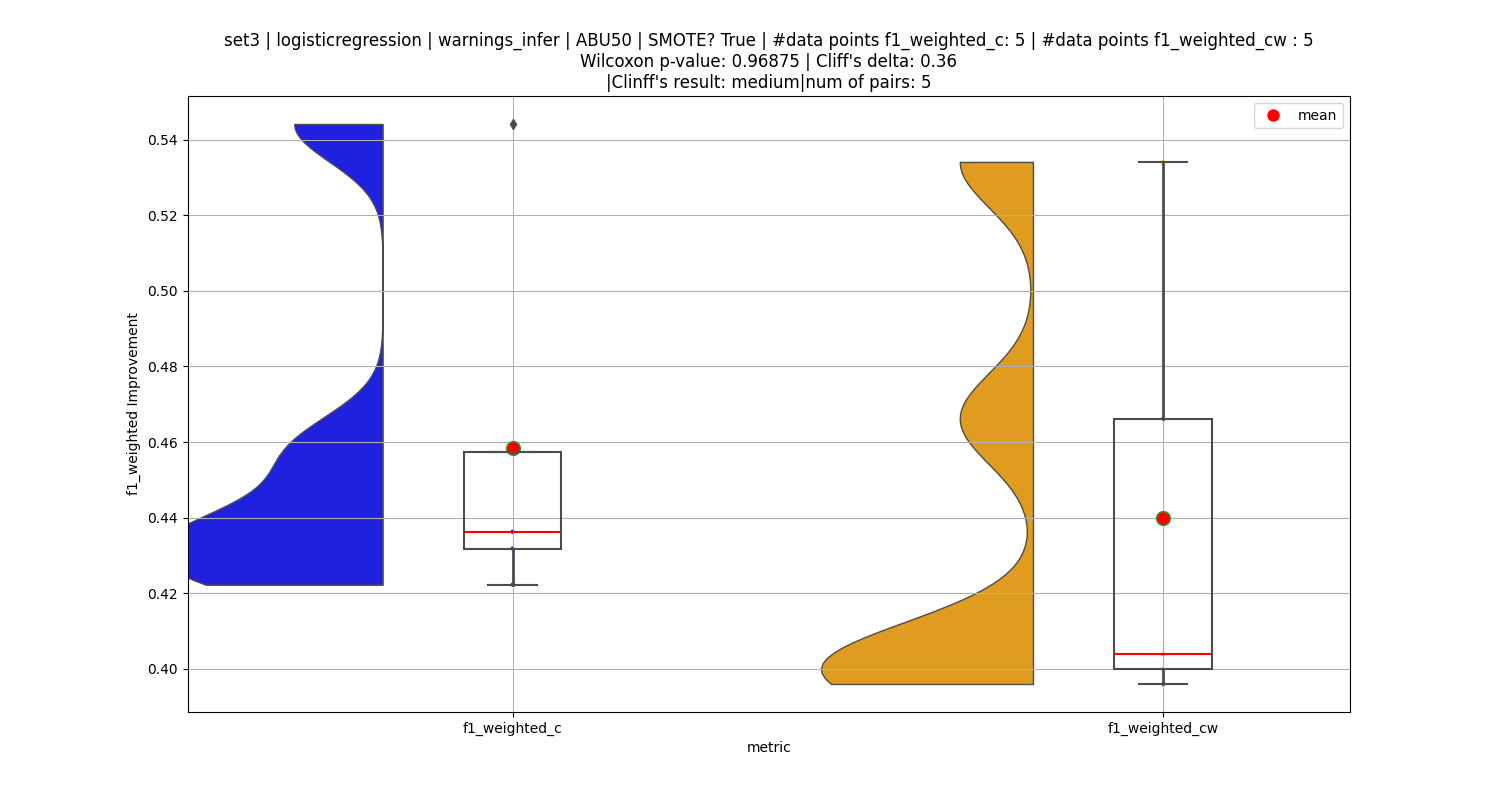 set3 | logisticregression | warnings_infer | ABU50 | SMOTE? True | #data points f1_weighted_c: 5 | #data points f1_weighted_cw : 5
Wilcoxon p-value: 0.96875 | Cliff's delta: 0.36
|Clinff's result: medium|num of pairs: 5
mean
0.54
0.52
0.50
0.48
0.46
0.44
0.42
0.40
f1_weighted Improvement
f1_weighted_c
f1_weighted_cw
metric